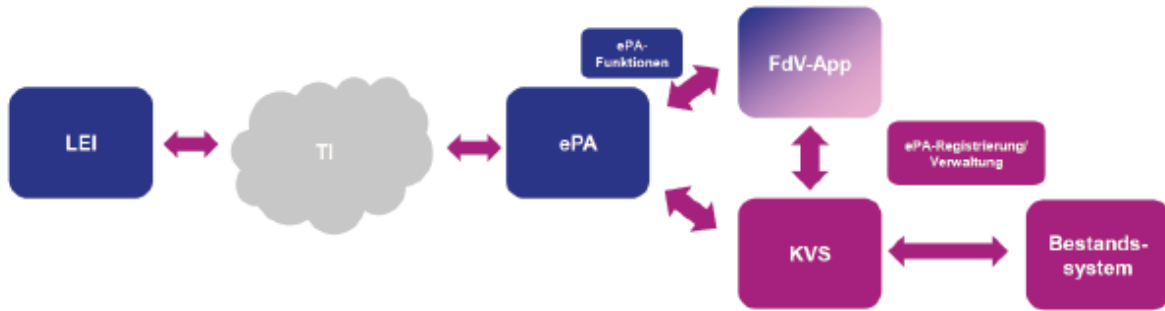 ePA-
Funktionen
FdV-App
LEI
TI
ePA
ePA-Registrierung/
Verwaltung
KVS
Bestands-
system